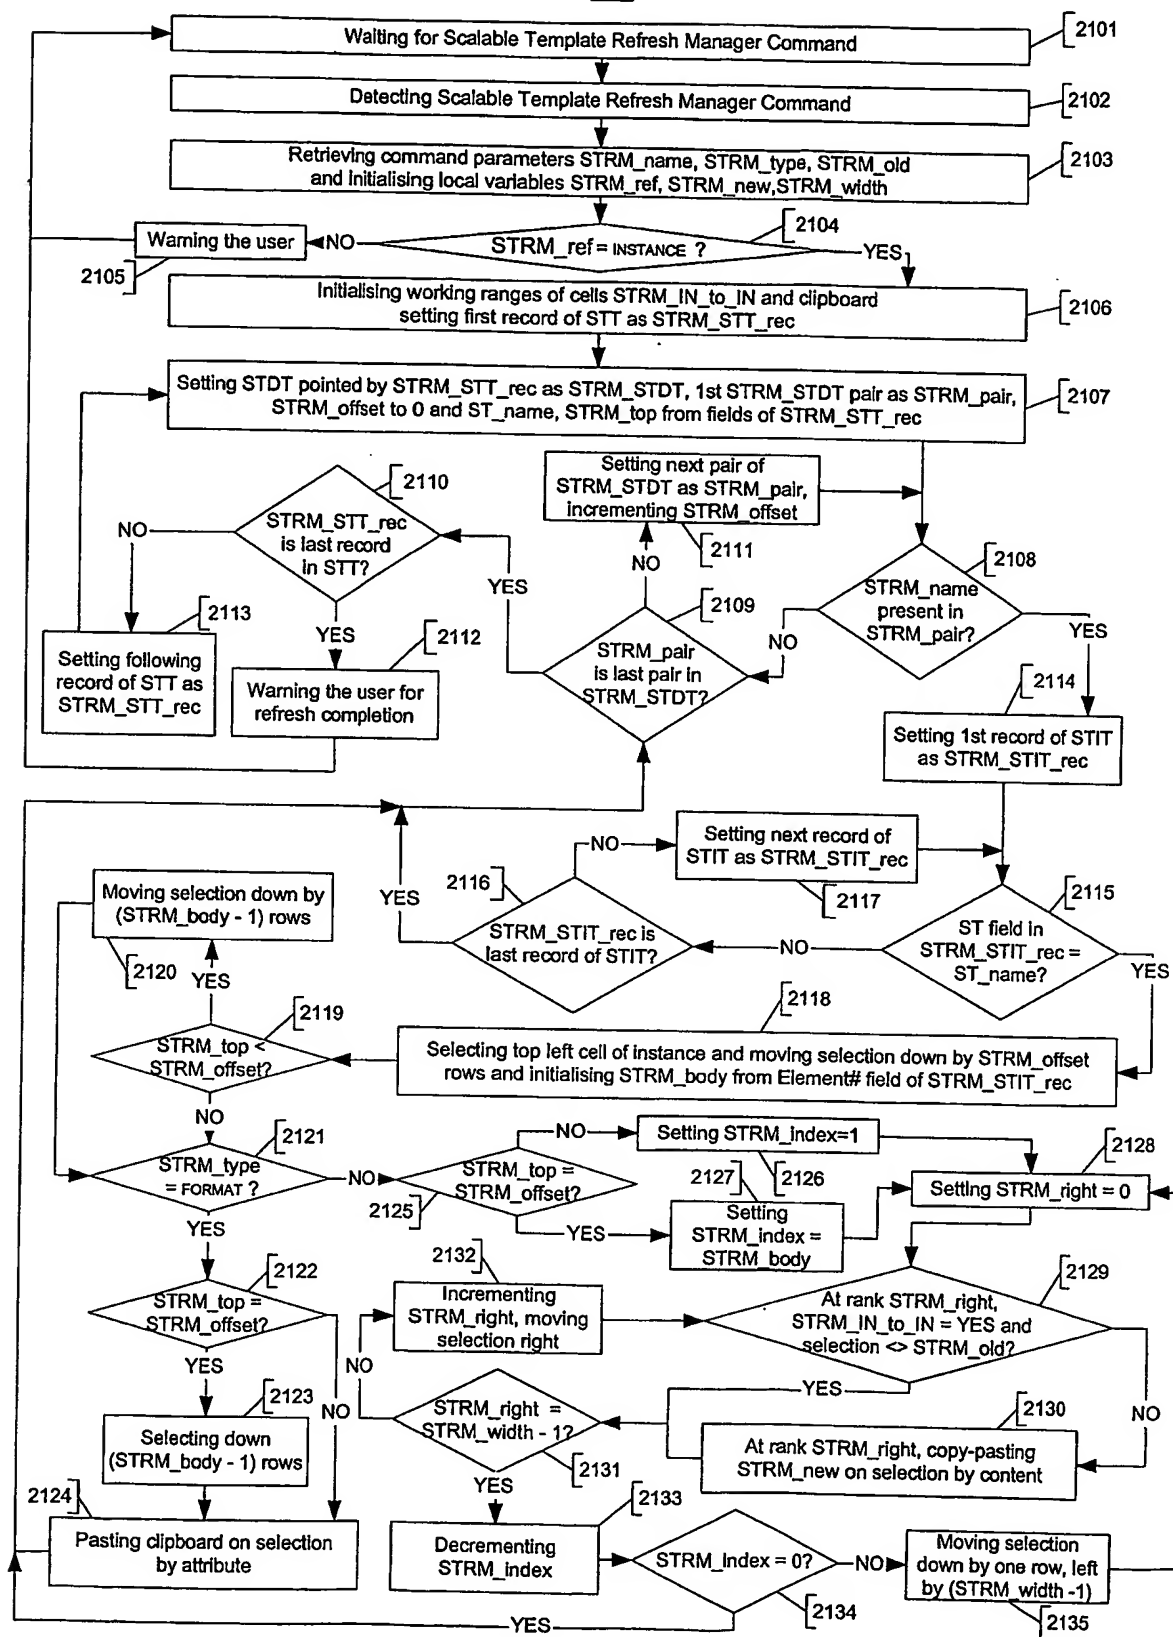 Waiting for Scalable Template Refresh Manager Command
2101
Detecting Scalable Template Refresh Manager Command
2102
Retrieving command parameters STRM_name, STRM_type, STRM_old
and initialising local variables STRM_ref, STRM_new,STRM_width
2103
2104
Warning the user
NO
STRM_ref = INSTANCE ?
YES
2105
Initialising working ranges of cells STRM_IN_to_IN and clipboard
setting first record of STT as STRM_STT_rec
2106
Setting STDT pointed by STRM_STT_rec as STRM_STDT, 1st STRM_STDT pair as STRM_pair,
STRM_offset to 0 and ST_name, STRM_top from fields of STRM_STT_rec
2107
Setting next pair of
STRM_STDT as STRM_pair,
incrementing STRM_offset
2111
2110
STRM_STT_rec
is last record
in STT?
NO
YES
YES
NO
2108
STRM_name
present in
STRM_pair?
NO
YES
2109
STRM_pair
is last pair in
STRM_STDT?
2113
Setting following
record of STT as
STRM_STT_rec
2112
Warning the user for
refresh completion
2114
Setting 1st record of STIT
as STRM_STIT_rec
NO
Setting next record of
STIT as STRM_STIT_rec
2117
2116
STRM_STIT_rec is
last record of STIT?
YES
NO
2115
ST field in
STRM_STIT_rec =
ST_name?
YES
Moving selection down by
(STRM_body - 1) rows
2120
YES
2118
Selecting top left cell of instance and moving selection down by STRM_offset
rows and initialising STRM_body from Element# field of STRM_STIT_rec
2119
STRM_top <
STRM_offset?
NO
2121
STRM_type
= FORMAT ?
NO
YES
STRM_top =
STRM_offset?
2125
NO
YES
Setting STRM_index=1
2126
2127
Setting
STRM_index =
STRM_body
2128
Setting STRM_right = 0
2122
STRM_top =
STRM_offset?
YES
NO
2132
Incrementing
STRM_right, moving
selection right
NO
2129
At rank STRM_right,
STRM_IN_to_IN = YES and
selection <> STRM_old?
YES
NO
2123
Selecting down
(STRM_body - 1) rows
STRM_right =
STRM_width - 1?
2131
YES
2130
At rank STRM_right, copy-pasting
STRM_new on selection by content
2124
Pasting clipboard on selection
by attribute
2133
Decrementing
STRM_index
STRM_index = 0?
2134
NO
YES
Moving selection
down by one row, left
by (STRM_width -1)
2135